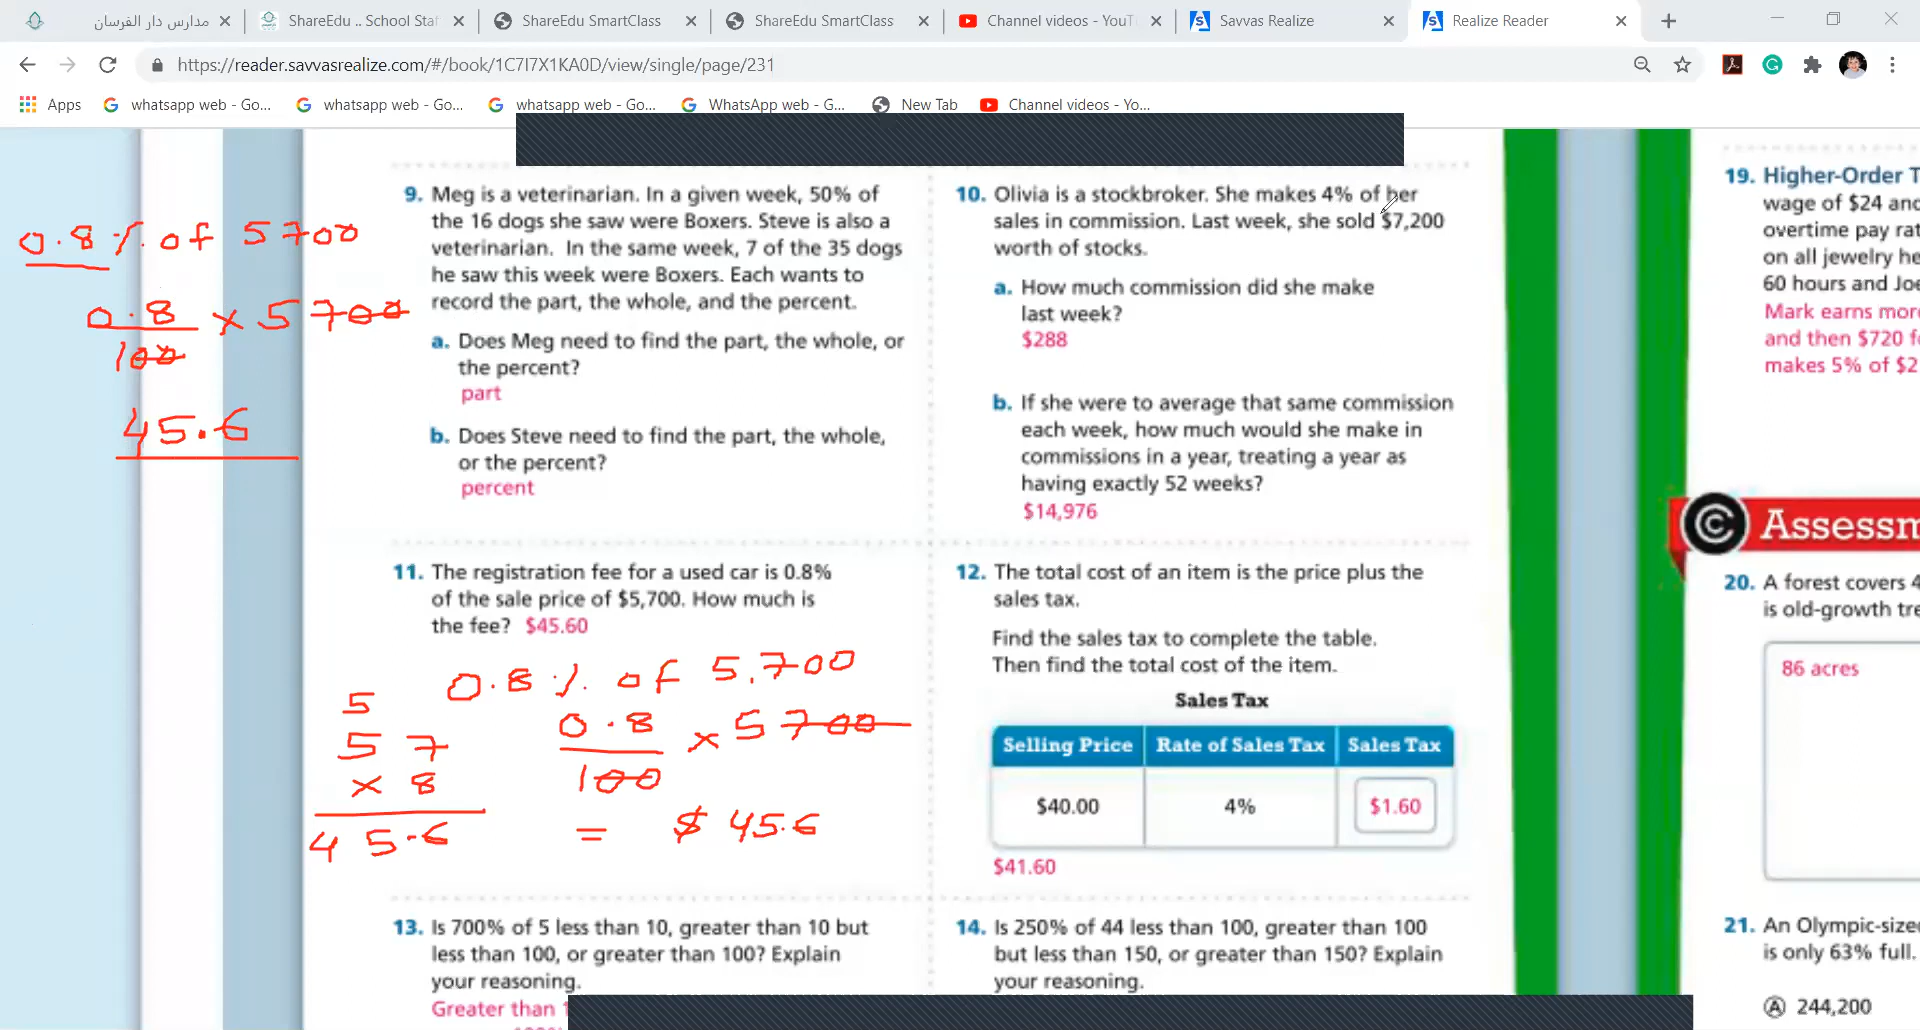 مدارس دار الفرسان
ShareEdu .. School Staf
ShareEdu SmartClass
ShareEdu SmartClass
Channel videos - YouTu
Savvas Realize
Realize Reader
https://reader.savvasrealize.com/#/book/1C7I7X1KA0D/view/single/page/231
Apps
whatsapp web - Go...
whatsapp web - Go...
whatsapp web - Go...
WhatsApp web - G...
New Tab
Channel videos - Yo...
0.8% of 5700
0.8 × 5700
100
45.6
9. Meg is a veterinarian. In a given week, 50% of
the 16 dogs she saw were Boxers. Steve is also a
veterinarian. In the same week, 7 of the 35 dogs
he saw this week were Boxers. Each wants to
record the part, the whole, and the percent.
a. Does Meg need to find the part, the whole, or
the percent?
part
b. Does Steve need to find the part, the whole,
or the percent?
percent
10. Olivia is a stockbroker. She makes 4% of her
sales in commission. Last week, she sold $7,200
worth of stocks.
a. How much commission did she make
last week?
$288
b. If she were to average that same commission
each week, how much would she make in
commissions in a year, treating a year as
having exactly 52 weeks?
$14,976
11. The registration fee for a used car is 0.8%
of the sale price of $5,700. How much is
the fee? $45.60
0.8% of 5,700
0.8 × 5700
100
= $ 45.6
5
57
× 8
45.6
12. The total cost of an item is the price plus the
sales tax.
Find the sales tax to complete the table.
Then find the total cost of the item.
Sales Tax
Selling Price Rate of Sales Tax Sales Tax
$40.00 4% $1.60
$41.60
13. Is 700% of 5 less than 10, greater than 10 but
less than 100, or greater than 100? Explain
your reasoning.
Greater than
14. Is 250% of 44 less than 100, greater than 100
but less than 150, or greater than 150? Explain
your reasoning.
19. Higher-Order T
wage of $24 and
overtime pay rat
on all jewelry he
60 hours and Joe
Mark earns more
and then $720 fo
makes 5% of $2
Assessm
20. A forest covers 4
is old-growth tre
86 acres
21. An Olympic-size
is only 63% full.
A 244,200